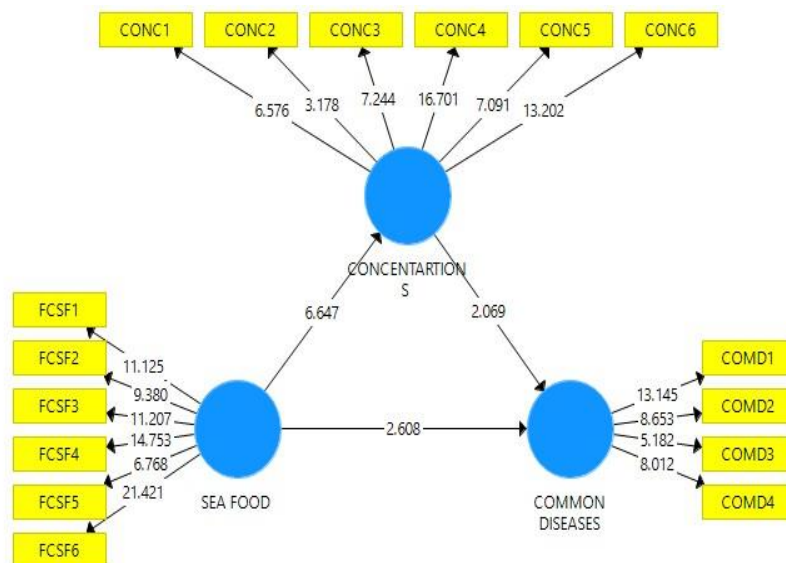 CONC1 CONC2 CONC3 CONC4 CONC5 CONC6
6.576 3.178 7.244 16.701 7.091 13.202
CONCENTARTION
S
6.647 2.069
FCSF1
FCSF2
FCSF3
FCSF4
FCSF5
FCSF6
11.125
9.380
11.207
14.753
6.768
21.421
SEA FOOD
2.608
COMMON
DISEASES
13.145
8.653
5.182
8.012
COMD1
COMD2
COMD3
COMD4